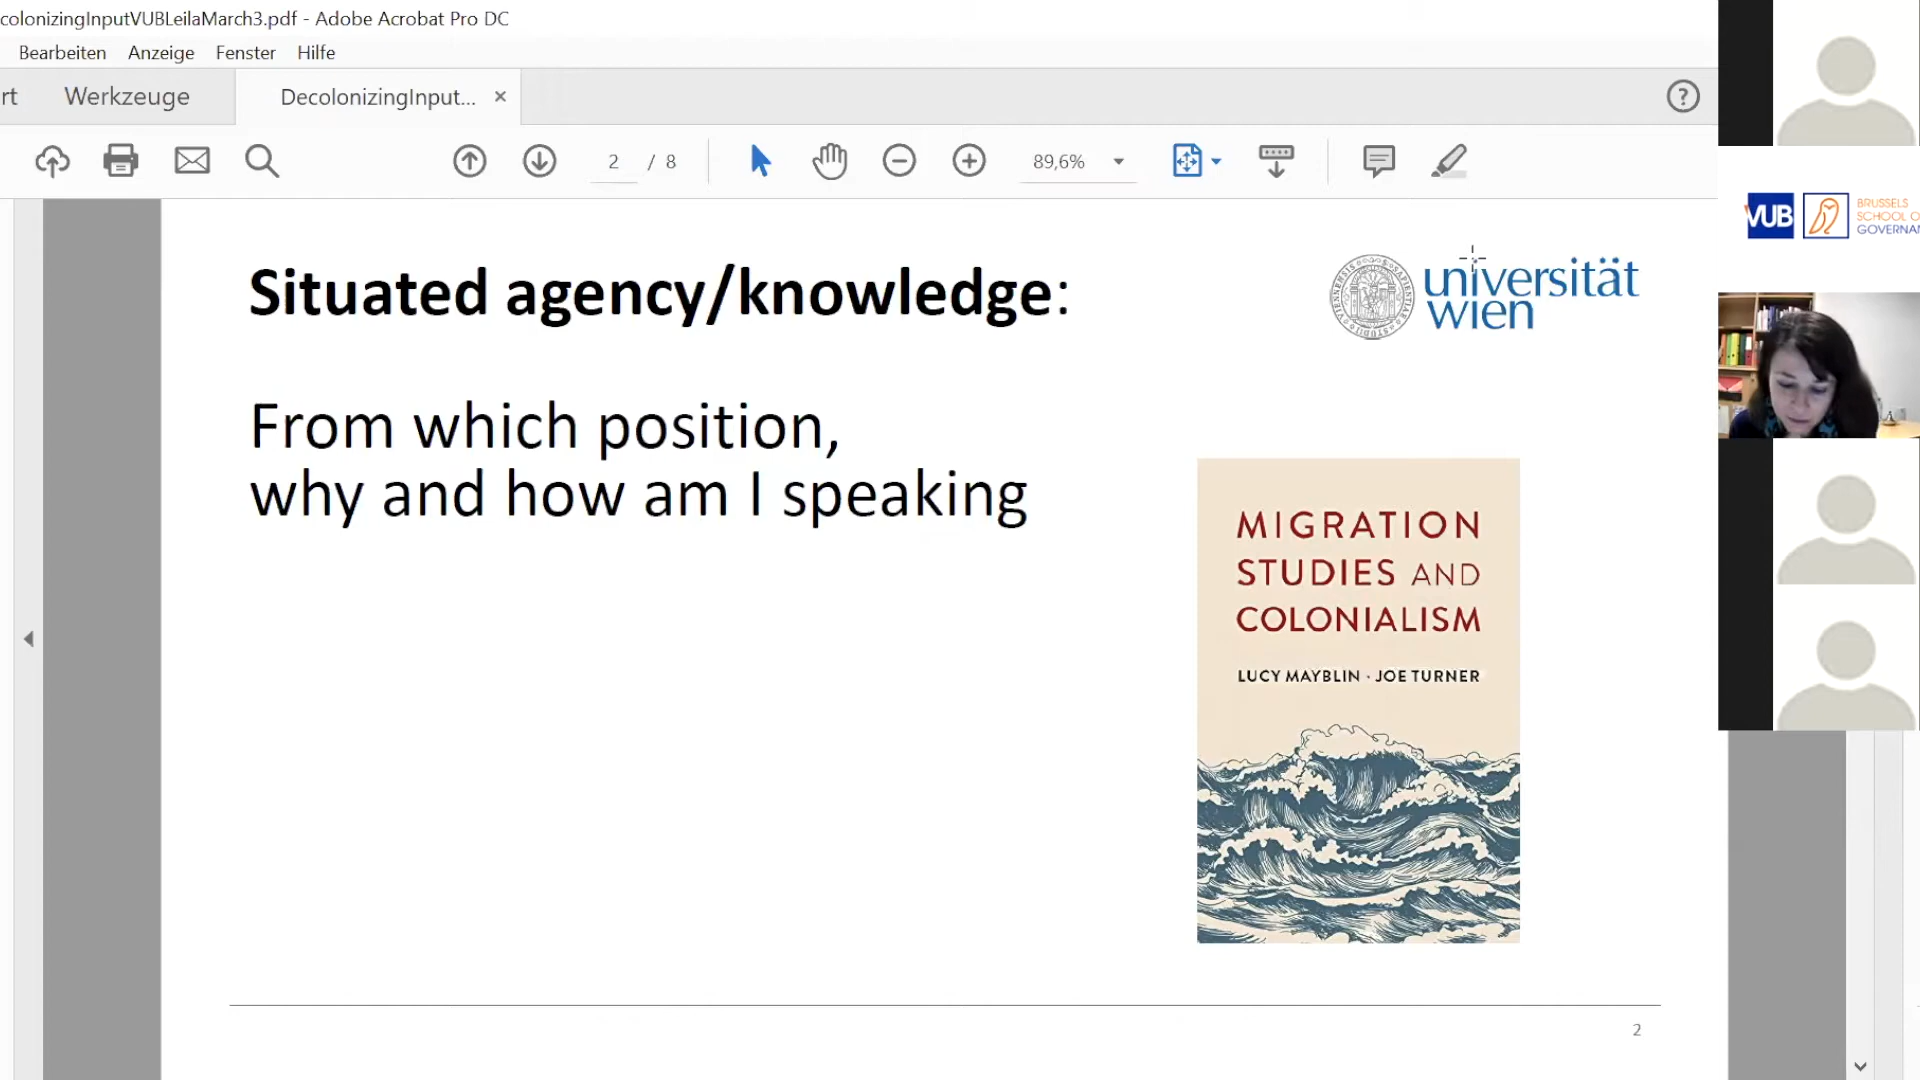 colonizingInputVUBLeilaMarch3.pdf - Adobe Acrobat Pro DC
Bearbeiten Anzeige Fenster Hilfe
rt Werkzeuge DecolonizingInput... ×
2 / 8 89,6%
VUB BRUSSELS
SCHOOL O
GOVERNA
Situated agency/knowledge:
universität
wien
From which position,
why and how am I speaking
MIGRATION
STUDIES AND
COLONIALISM
LUCY MAYBLIN · JOE TURNER
2